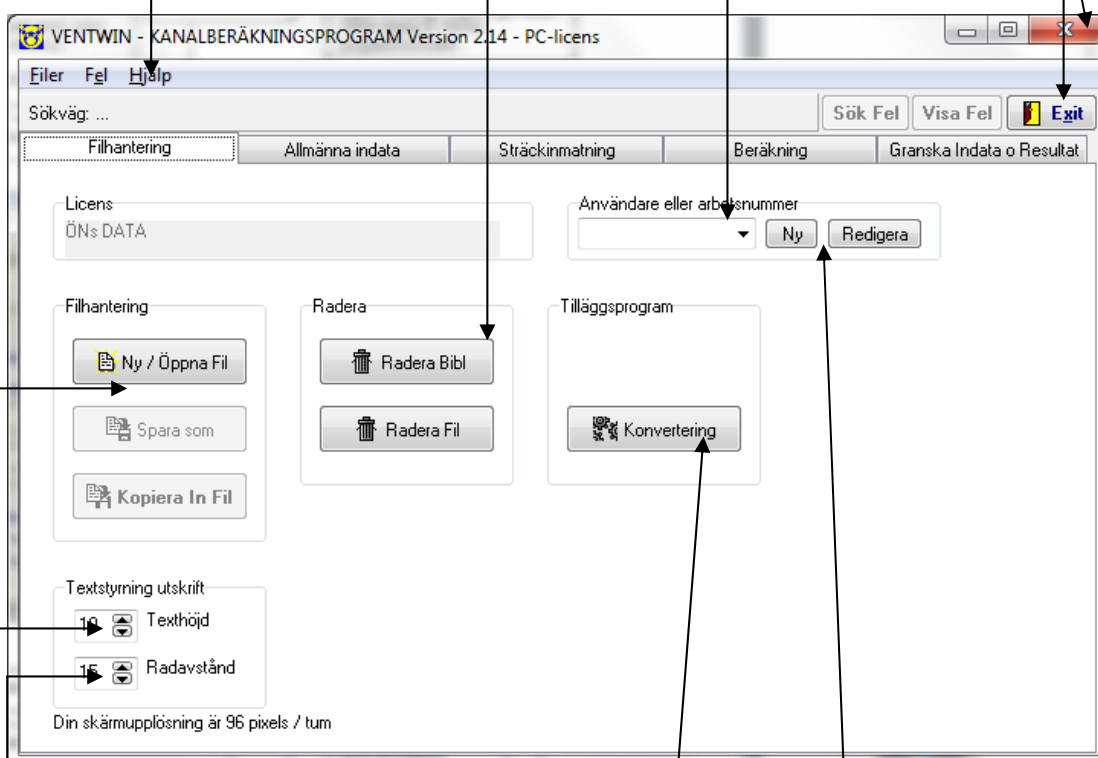 VENTWIN - KANALBERÄKNINGSPROGRAM Version 2.14 - PC-licens
Filer Fel Hjälp
Sökväg: ...
Sök Fel
Visa Fel
Exit
Filhantering
Allmänna indata
Sträckinmatning
Beräkning
Granska Indata o Resultat
Licens
ÖNs DATA
Användare eller arbetsnummer
Ny
Redigera
Filhantering
Ny / Öppna Fil
Spara som
Kopiera In Fil
Radera
Radera Bibl
Radera Fil
Tilläggsprogram
Konvertering
Textstyrning utskrift
Texthöjd
15 Radavstånd
Din skärmupplösning är 96 pixels / tum